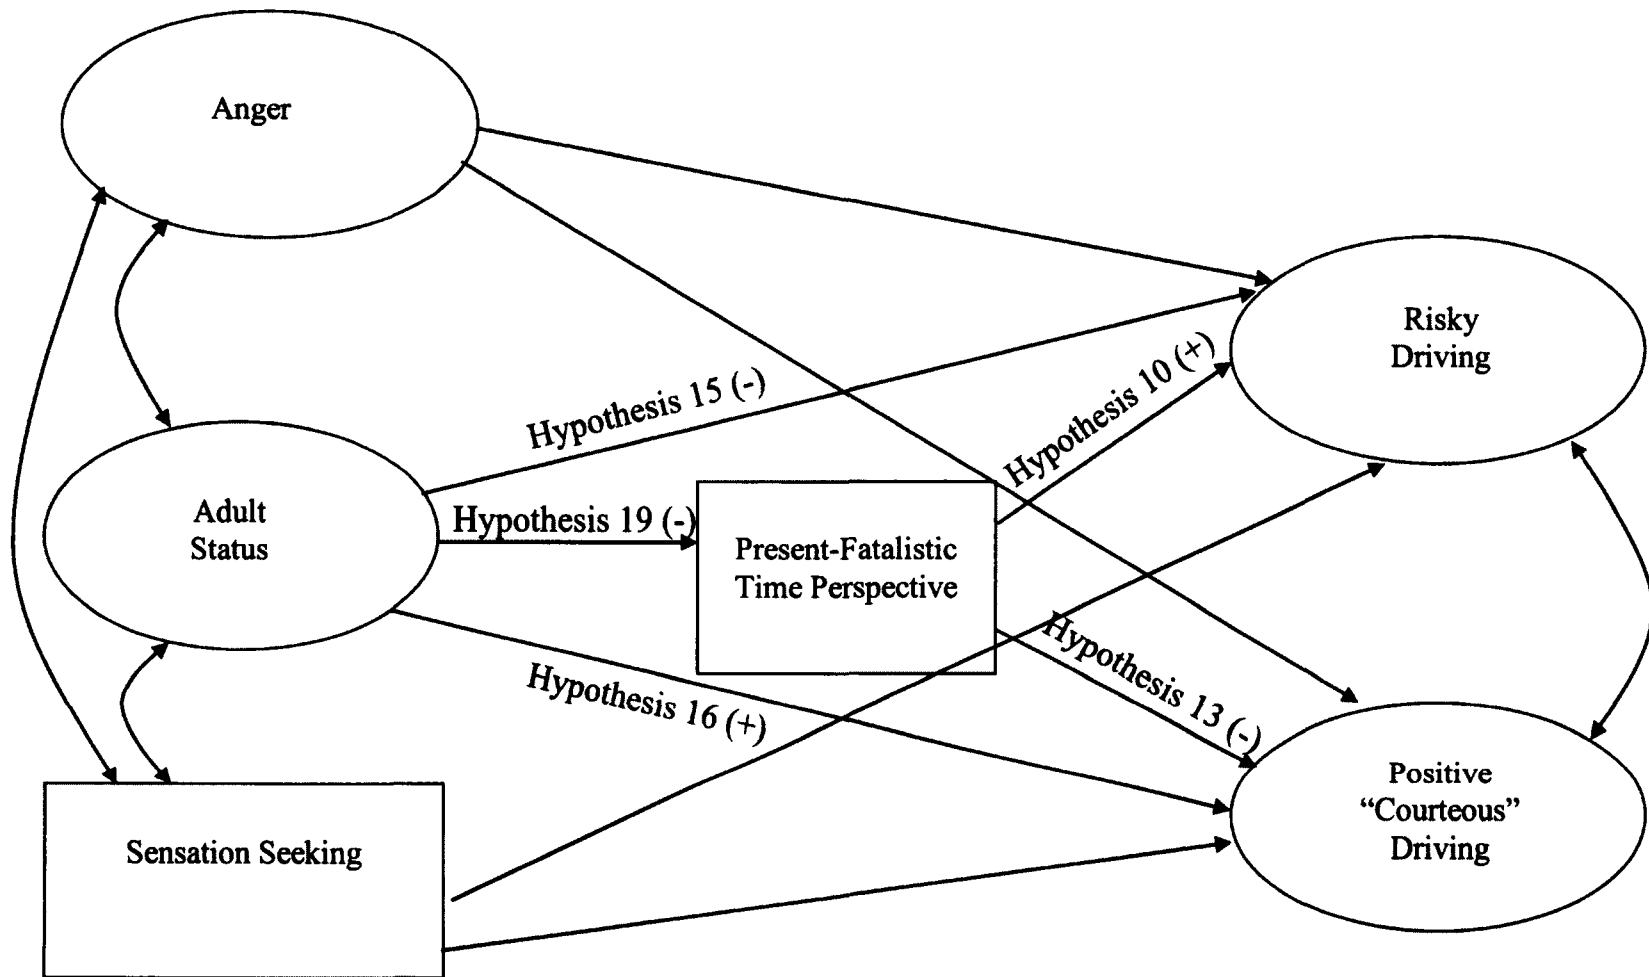 Anger
Risky
Driving
Hypothesis 15 (-)
Hypothesis 10 (+)
Adult
Status
Hypothesis 19 (-)
Present-Fatalistic
Time Perspective
Hypothesis 16 (+)
Hypothesis 13 (-)
Sensation Seeking
Positive
“Courteous”
Driving